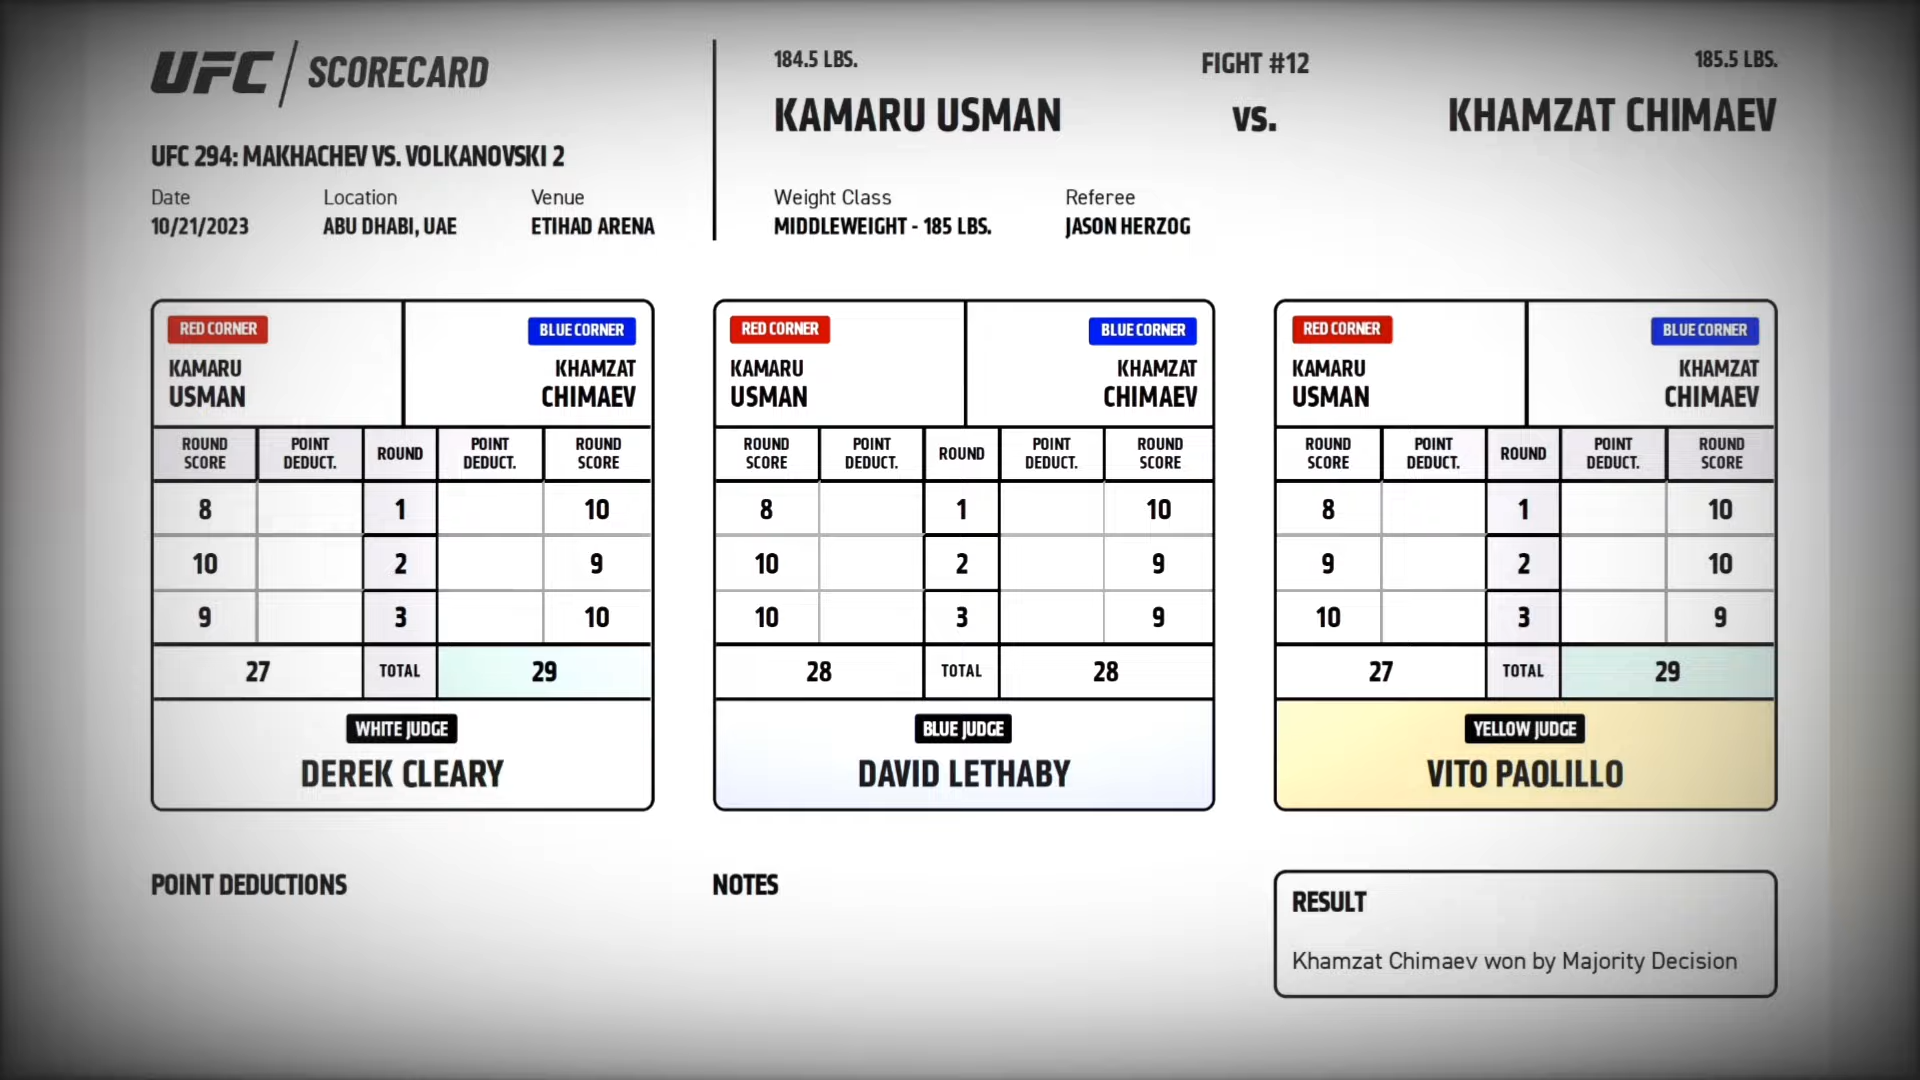 UFC / SCORECARD
UFC 294: MAKHACHEV VS. VOLKANOVSKI 2
Date Location Venue
10/21/2023 ABU DHABI, UAE ETIHAD ARENA
184.5 LBS. FIGHT #12 185.5 LBS.
KAMARU USMAN VS. KHAMZAT CHIMAEV
Weight Class Referee
MIDDLEWEIGHT - 185 LBS. JASON HERZOG
RED CORNER BLUE CORNER
KAMARU KHAMZAT
USMAN CHIMAEV
ROUND POINT ROUND POINT ROUND
SCORE DEDUCT. DEDUCT. SCORE
8 1 10
10 2 9
9 3 10
27 TOTAL 29
WHITE JUDGE
DEREK CLEARY
RED CORNER BLUE CORNER
KAMARU KHAMZAT
USMAN CHIMAEV
ROUND POINT ROUND POINT ROUND
SCORE DEDUCT. DEDUCT. SCORE
8 1 10
10 2 9
10 3 9
28 TOTAL 28
BLUE JUDGE
DAVID LETHABY
RED CORNER BLUE CORNER
KAMARU KHAMZAT
USMAN CHIMAEV
ROUND POINT ROUND POINT ROUND
SCORE DEDUCT. DEDUCT. SCORE
8 1 10
9 2 10
10 3 9
27 TOTAL 29
YELLOW JUDGE
VITO PAOLILLO
POINT DEDUCTIONS
NOTES
RESULT
Khamzat Chimaev won by Majority Decision